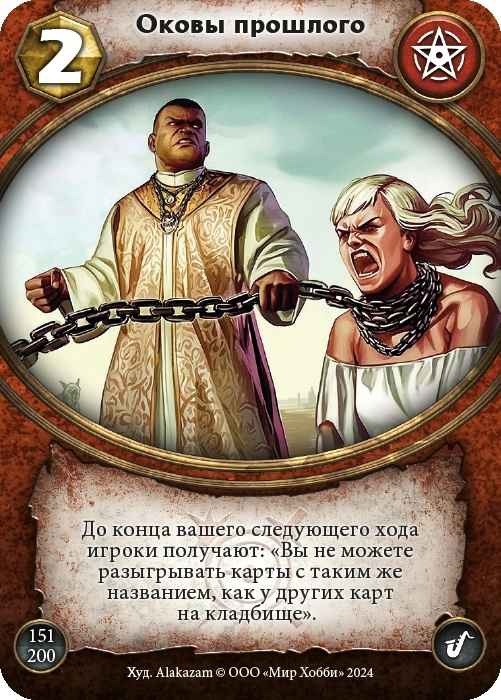 Оковы прошлого
2
До конца вашего следующего хода
игроки получают: «Вы не можете
разыгрывать карты с таким же
названием, как у других карт
на кладбище».
151
200
Худ. Alakazam © ООО «Мир Хобби» 2024